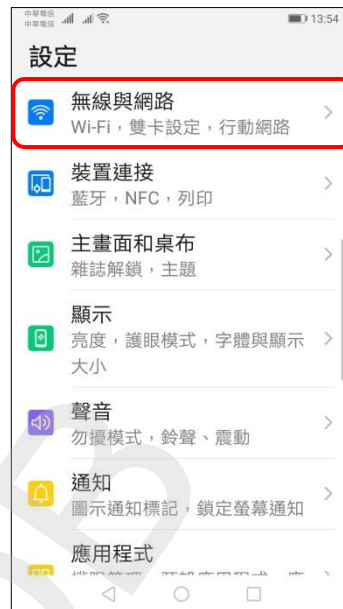 中華電信
中華電信
13:54
設定
無線與網路
Wi-Fi，雙卡設定，行動網路
裝置連接
藍牙，NFC，列印
主畫面和桌布
雜誌解鎖，主題
顯示
亮度，護眼模式，字體與顯示
大小
聲音
勿擾模式，鈴聲、震動
通知
圖示通知標記，鎖定螢幕通知
應用程式